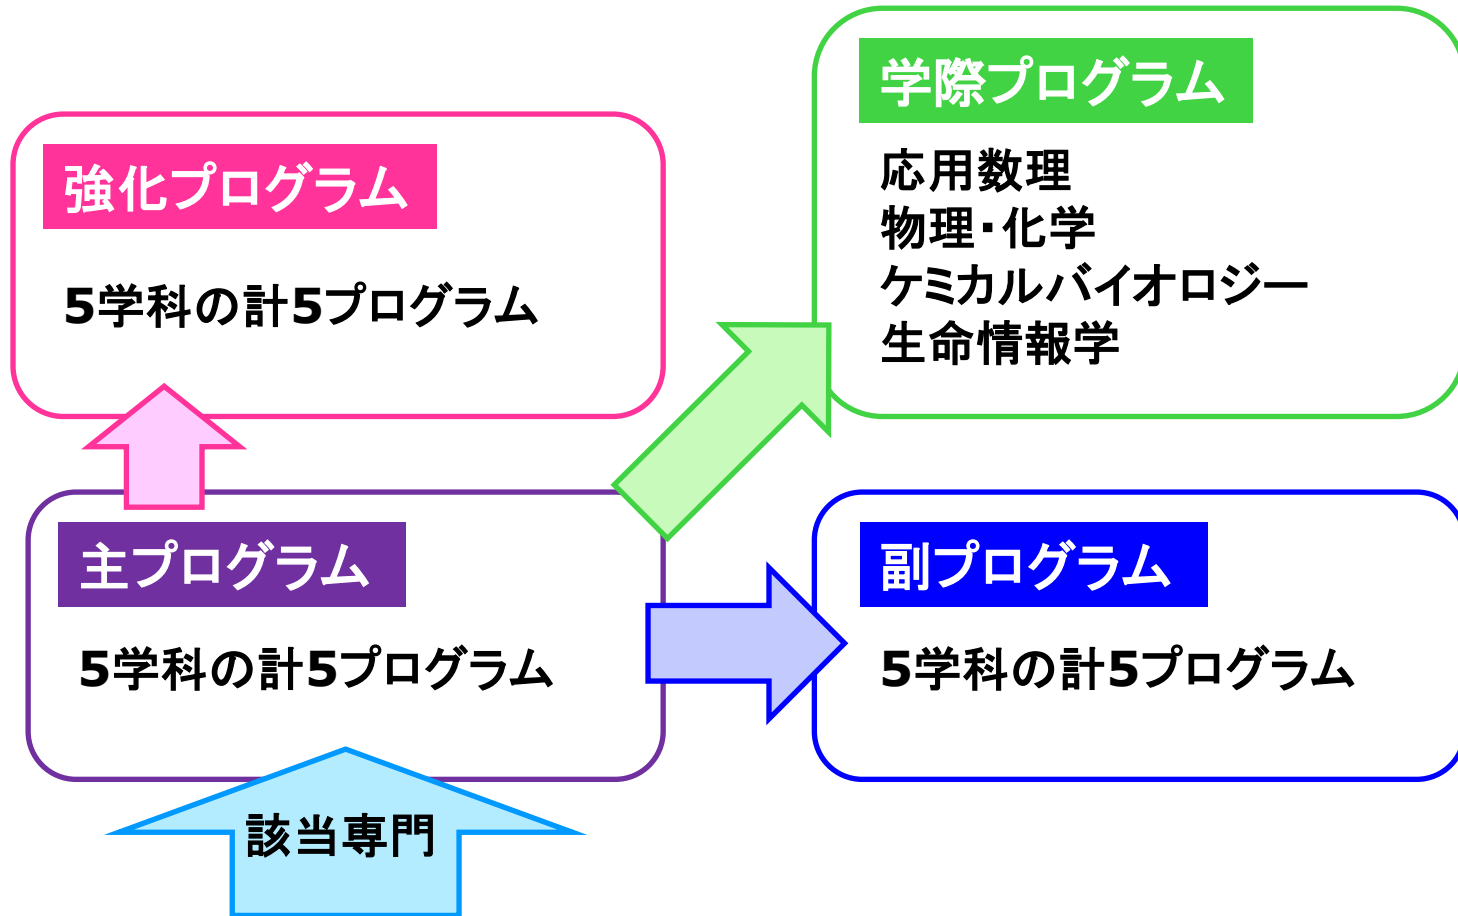 強化プログラム
5学科の計5プログラム
学際プログラム
応用数理
物理・化学
ケミカルバイオロジー
生命情報学
主プログラム
5学科の計5プログラム
副プログラム
5学科の計5プログラム
該当専門